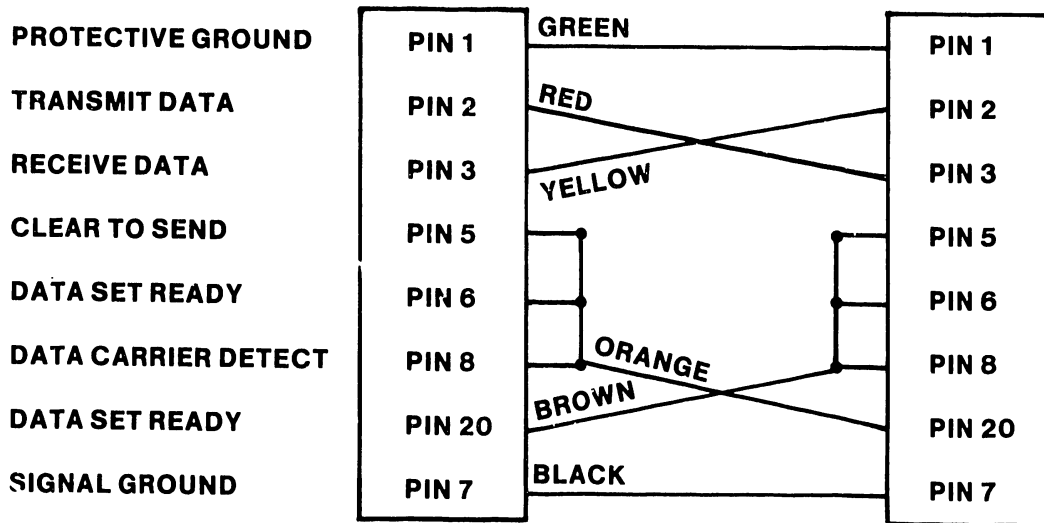 PROTECTIVE GROUND PIN 1 GREEN PIN 1
TRANSMIT DATA PIN 2 RED PIN 2
RECEIVE DATA PIN 3 YELLOW PIN 3
CLEAR TO SEND PIN 5 PIN 5
DATA SET READY PIN 6 PIN 6
DATA CARRIER DETECT PIN 8 ORANGE PIN 8
DATA SET READY PIN 20 BROWN PIN 20
SIGNAL GROUND PIN 7 BLACK PIN 7